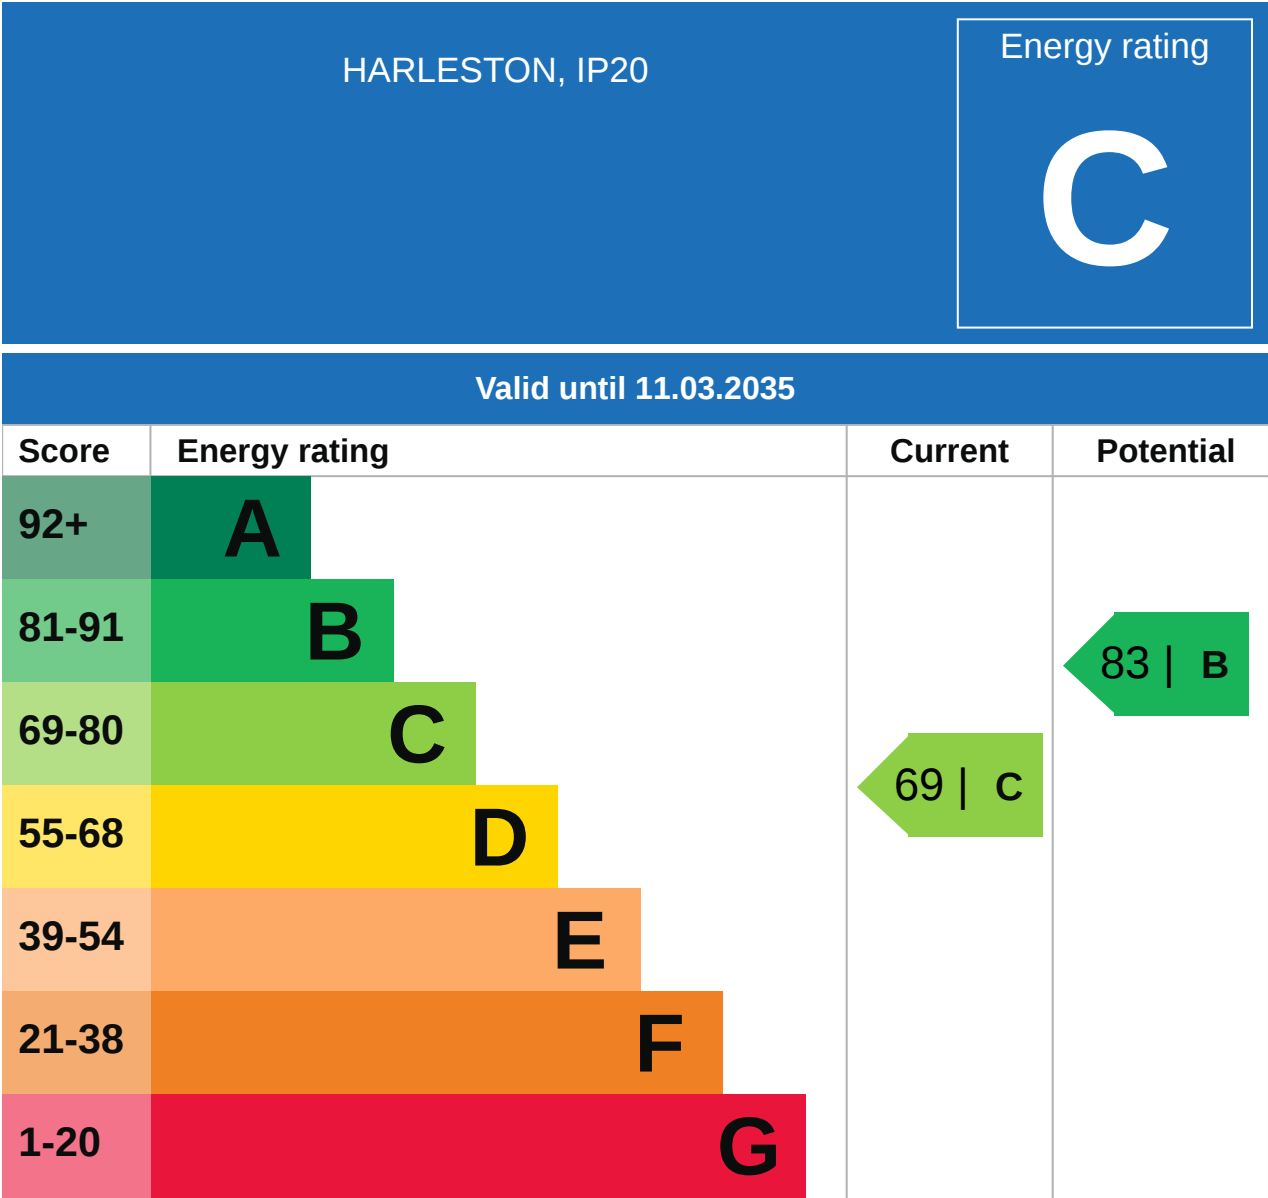 HARLESTON, IP20
Energy rating
C
Valid until 11.03.2035
Score Energy rating Current Potential
92+ A
81-91 B
83 | B
69-80 C
69 | C
55-68 D
39-54 E
21-38 F
1-20 G